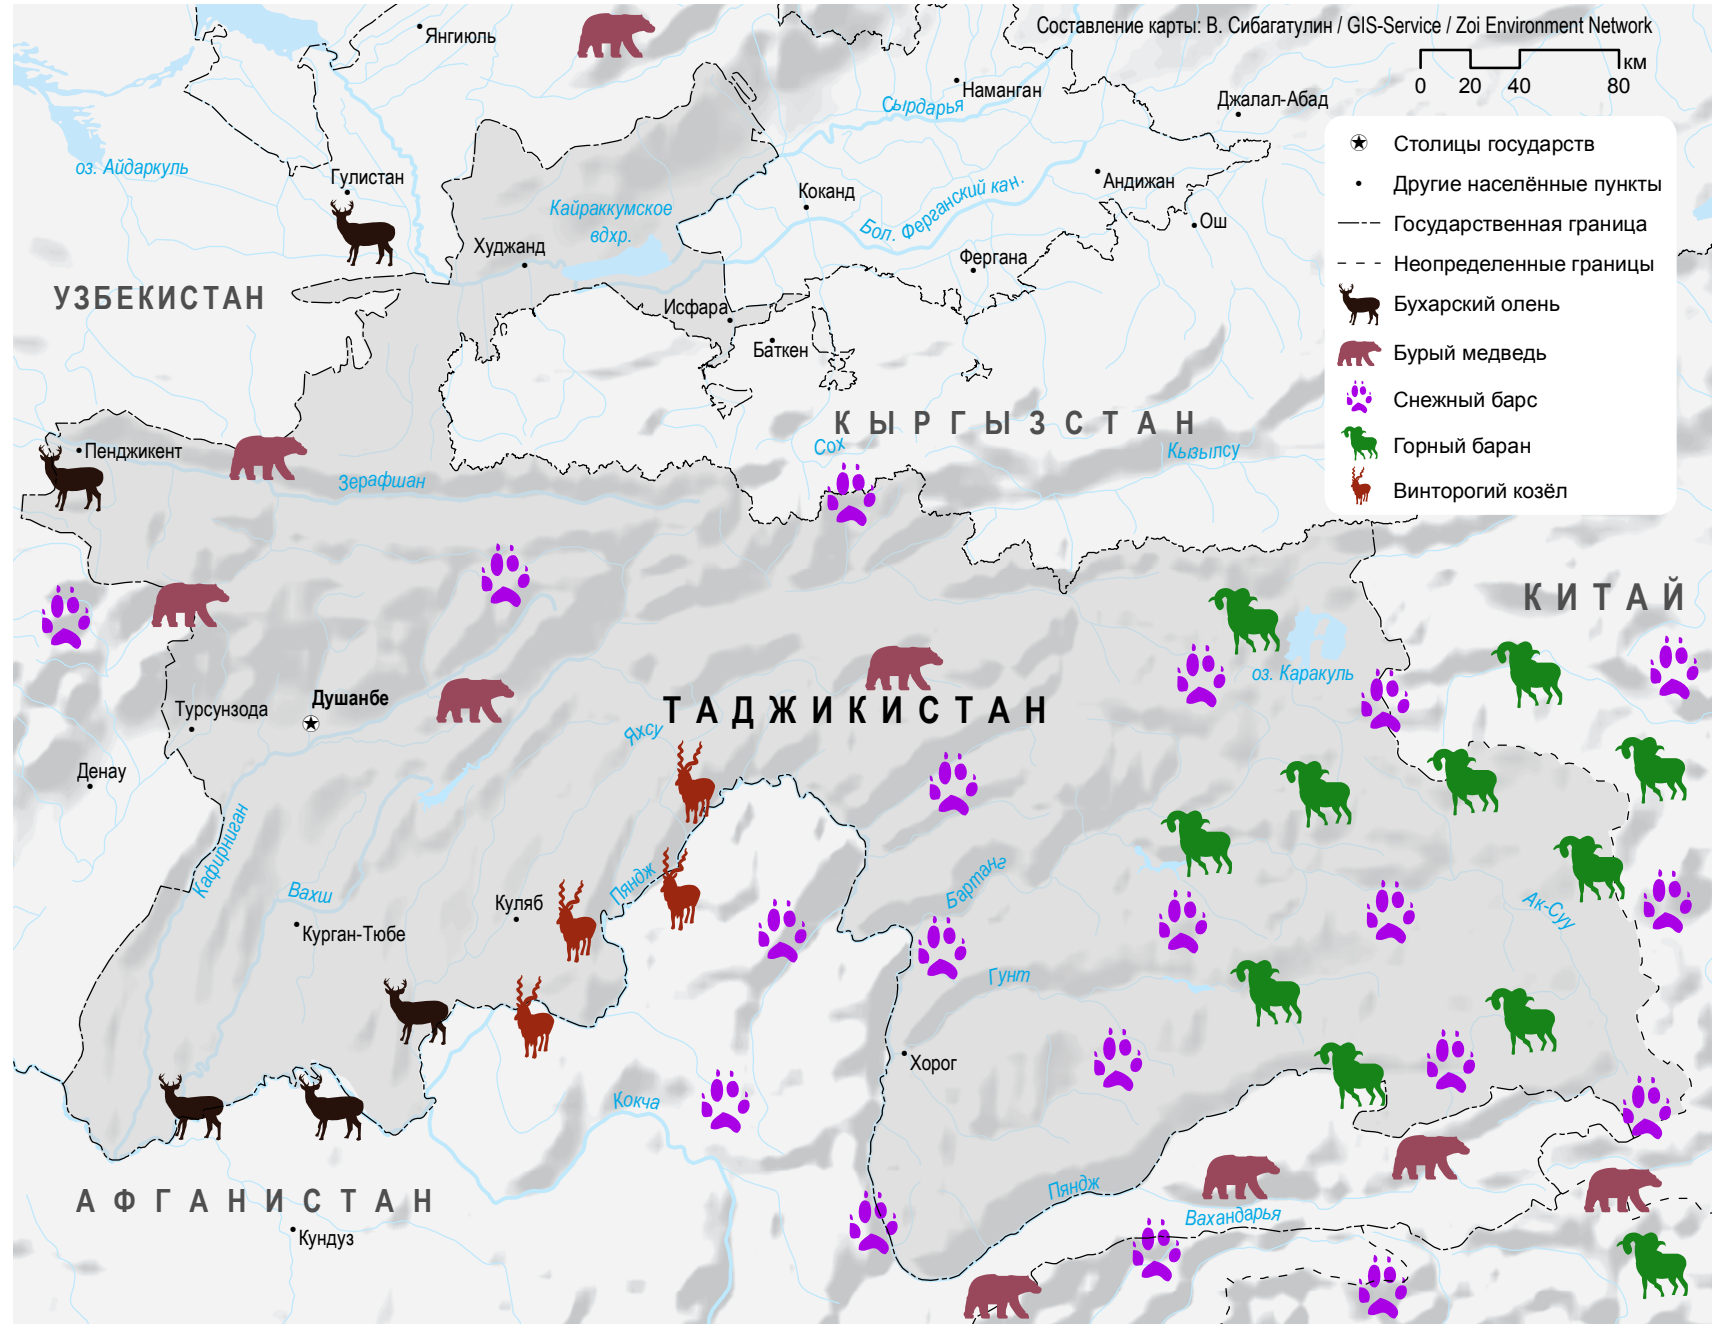 Составление карты: В. Сибагатулин / GIS-Service / Zoi Environment Network
км
0 20 40 80
Янгиюль
Наманган
Сырдарья
Джалал-Абад
оз. Айдаркуль
Гулистан
Коканд
Андижан
Кайраккумское
вдхр.
Бол. Ферганский кан.
Ош
Худжанд
Фергана
УЗБЕКИСТАН
Исфара
Баткен
Столицы государств
Другие населённые пункты
Государственная граница
Неопределенные границы
Бухарский олень
Бурый медведь
Снежный барс
Горный баран
Винторогий козёл
КЫРГЫЗСТАН
Пенджикент
Сох
Кызылсу
Зерафшан
КИТАЙ
оз. Каракуль
Душанбе
Турсунзода
ТАДЖИКИСТАН
Яхсу
Денау
Кафирниган
Вахш
Пяндж
Бартанг
Куляб
Ак-Суу
Курган-Тюбе
Гунт
Хорог
Кокча
Пяндж
АФГАНИСТАН
Вахандарья
Кундуз